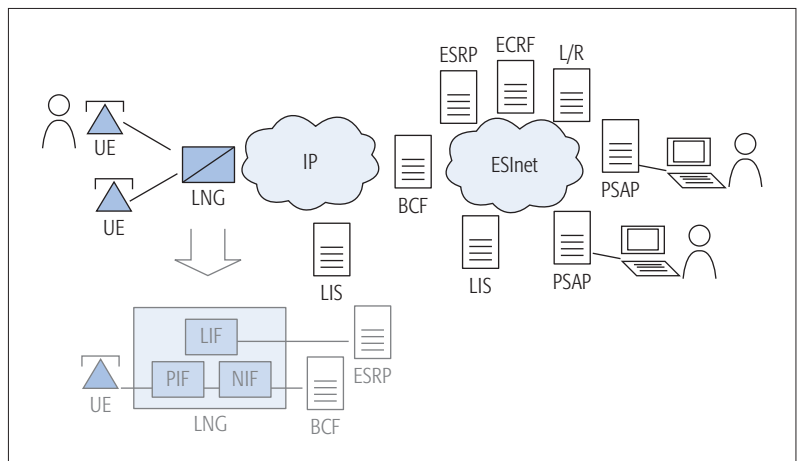 ESRP
ECRF
L/R
UE
IP
ESInet
LNG
BCF
PSAP
UE
LIS
LIS
PSAP
LIF
ESRP
PIF
NIF
UE
LNG
BCF